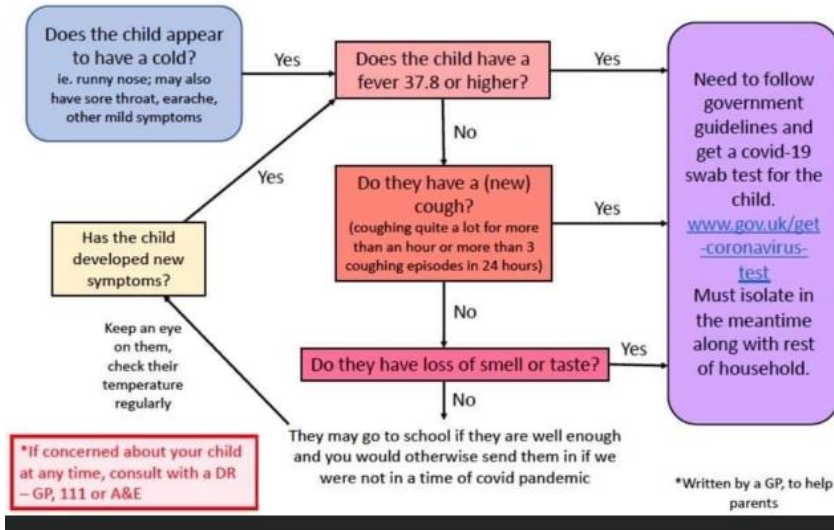 Does the child appear
to have a cold?
ie. runny nose; may also
have sore throat, earache,
other mild symptoms
Yes
Does the child have a
fever 37.8 or higher?
Yes
Need to follow
government
guidelines and
get a covid-19
swab test for the
child.
www.gov.uk/get
-coronavirus-
test
Must isolate in
the meantime
along with rest
of household.
No
Yes
Do they have a (new)
cough?
(coughing quite a lot for more
than an hour or more than 3
coughing episodes in 24 hours)
Yes
Has the child
developed new
symptoms?
No
Keep an eye
on them,
check their
temperature
regularly
Do they have loss of smell or taste?
Yes
No
They may go to school if they are well enough
and you would otherwise send them in if we
were not in a time of covid pandemic
*If concerned about your child
at any time, consult with a DR
– GP, 111 or A&E
*Written by a GP, to help
parents